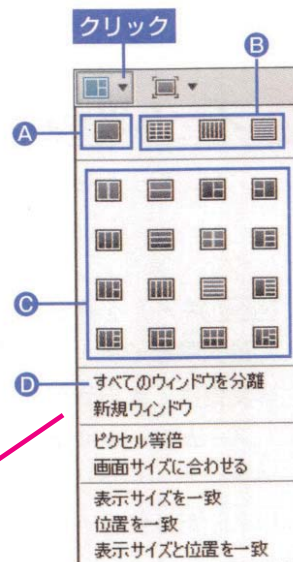 クリック
B
A
C
D
すべてのウィンドウを分離
新規ウィンドウ
ピクセル等倍
画面サイズに合わせる
表示サイズを一致
位置を一致
表示サイズと位置を一致